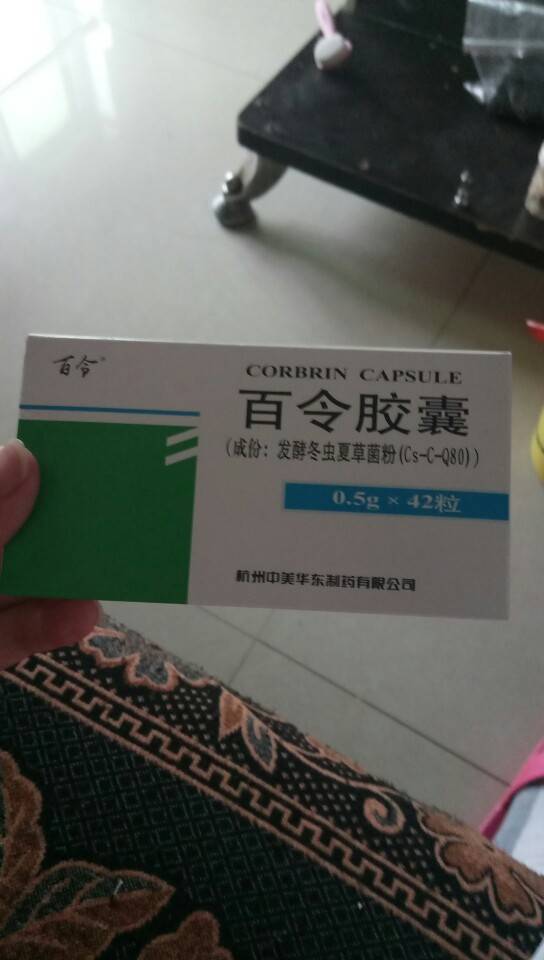 百令®
CORBRIN CAPSULE
百令胶囊
(成份：发酵冬虫夏草菌粉(Cs-C-Q80))
0.5g × 42粒
杭州中美华东制药有限公司